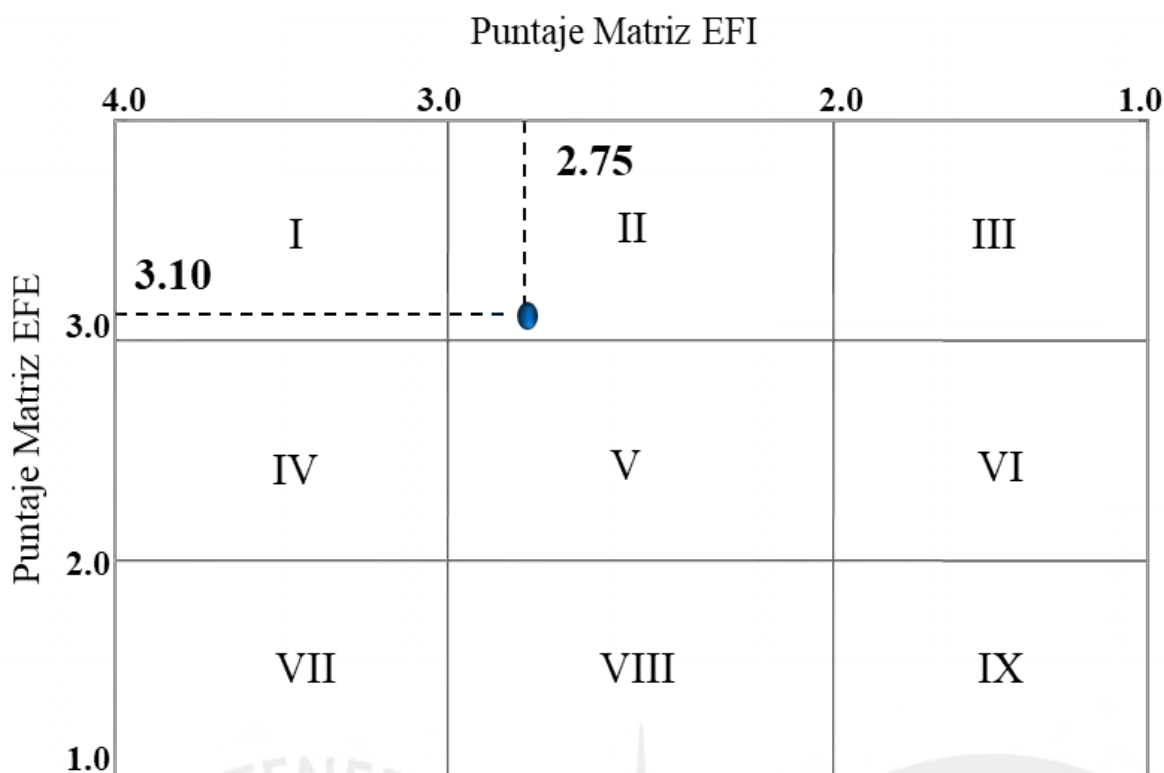 Puntaje Matriz EFI
4.0 3.0 2.0 1.0
2.75
I II III
3.10
3.0
Puntaje Matriz EFE
IV V VI
2.0
VII VIII IX
1.0